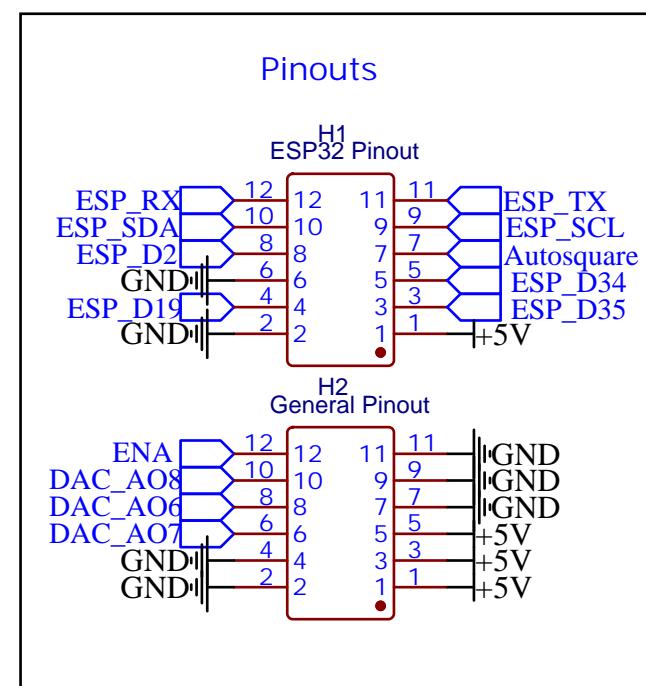 Pinouts
H1
ESP32 Pinout
ESP_RX 12 12 11 11 ESP_TX
ESP_SDA 10 10 9 9 ESP_SCL
ESP_D2 8 8 7 7 Autosquare
GND 6 6 5 5 ESP_D34
ESP_D19 4 4 3 3 ESP_D35
GND 2 2 1 1 +5V
H2
General Pinout
ENA 12 12 11 11 GND
DAC_AO8 10 10 9 9 GND
DAC_AO6 8 8 7 7 GND
DAC_AO7 6 6 5 5 +5V
GND 4 4 3 3 +5V
GND 2 2 1 1 +5V